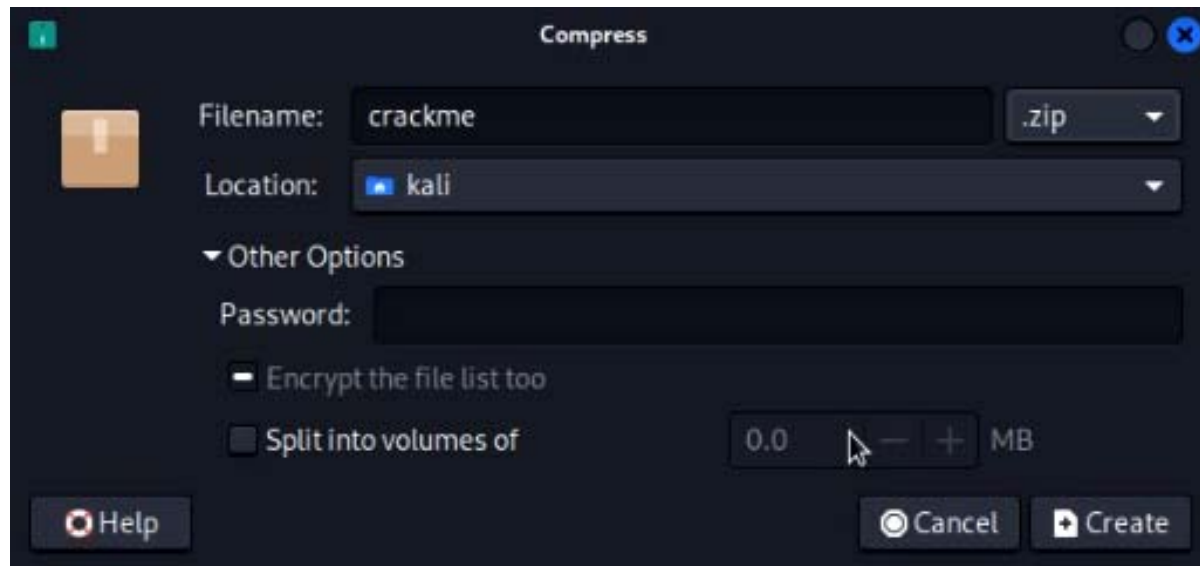 Compress
Filename: crackme .zip
Location: kali
Other Options
Password:
Encrypt the file list too
Split into volumes of 0.0 MB
Help Cancel Create